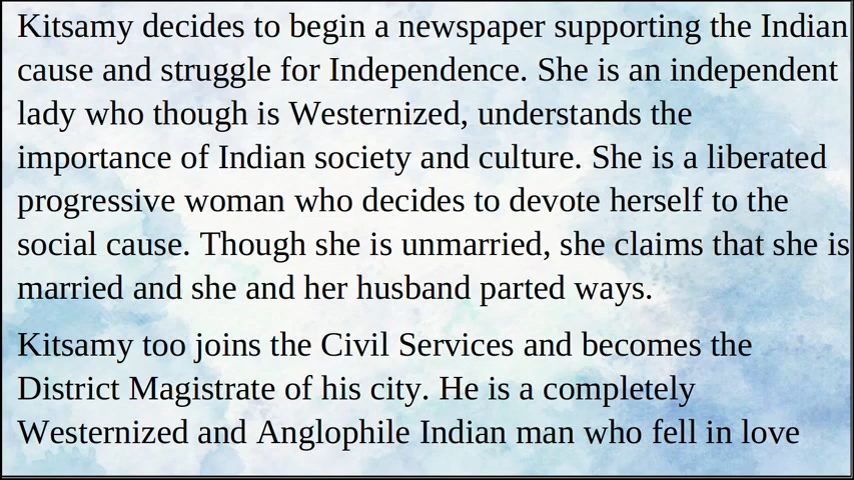 Kitsamy decides to begin a newspaper supporting the Indian
cause and struggle for Independence. She is an independent
lady who though is Westernized, understands the
importance of Indian society and culture. She is a liberated
progressive woman who decides to devote herself to the
social cause. Though she is unmarried, she claims that she is
married and she and her husband parted ways.
Kitsamy too joins the Civil Services and becomes the
District Magistrate of his city. He is a completely
Westernized and Anglophile Indian man who fell in love